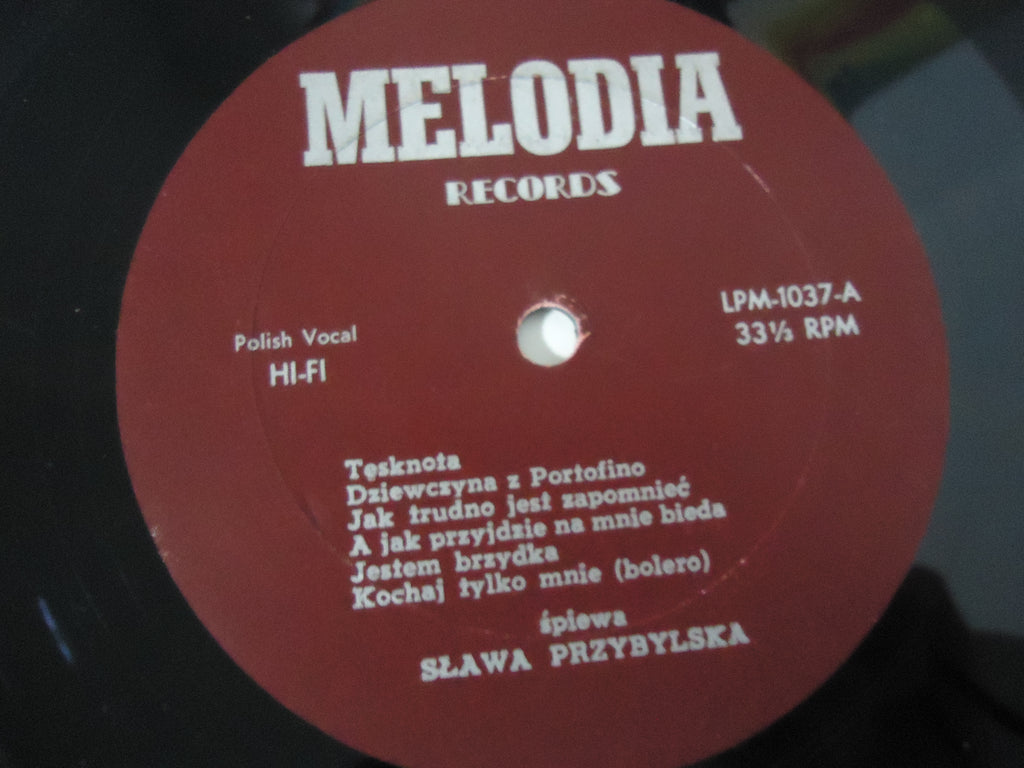 MELODIA
RECORDS
Polish Vocal
HI-FI
LPM-1037-A
33⅓ RPM
Tęsknota
Dziewczyna z Portofino
Jak trudno jest zapomnieć
A jak przyjdzie na mnie bieda
Jestem brzydka
Kochaj tylko mnie (bolero)
śpiewa
SŁAWA PRZYBYLSKA